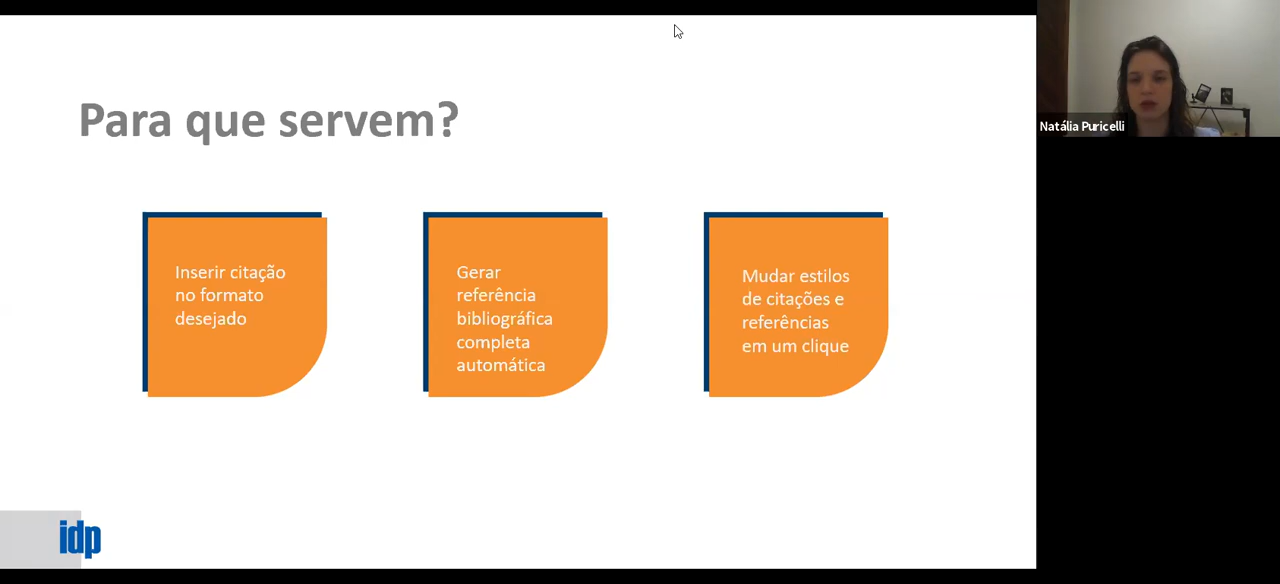 Para que servem?
Inserir citação
no formato
desejado
Gerar
referência
bibliográfica
completa
automática
Mudar estilos
de citações e
referências
em um clique
idp
Natália Puricelli